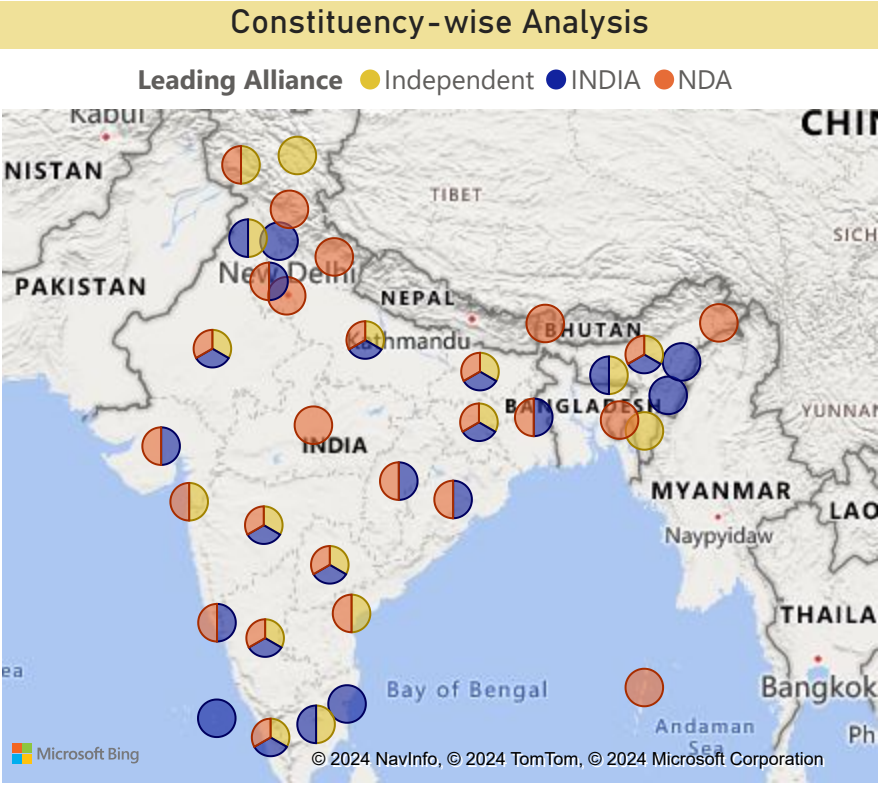 Constituency-wise Analysis
Leading Alliance Independent INDIA NDA
Kabul
CHIN
NISTAN
TIBET
SICH
PAKISTAN
New Delhi
NEPAL
Kathmandu
BHUTAN
BANGLADESH
YUNNAN
INDIA
MYANMAR
LAO
Naypyidaw
THAILA
ea
Bay of Bengal
Bangkok
Andaman
Sea
Ph
Microsoft Bing
© 2024 NavInfo, © 2024 TomTom, © 2024 Microsoft Corporation